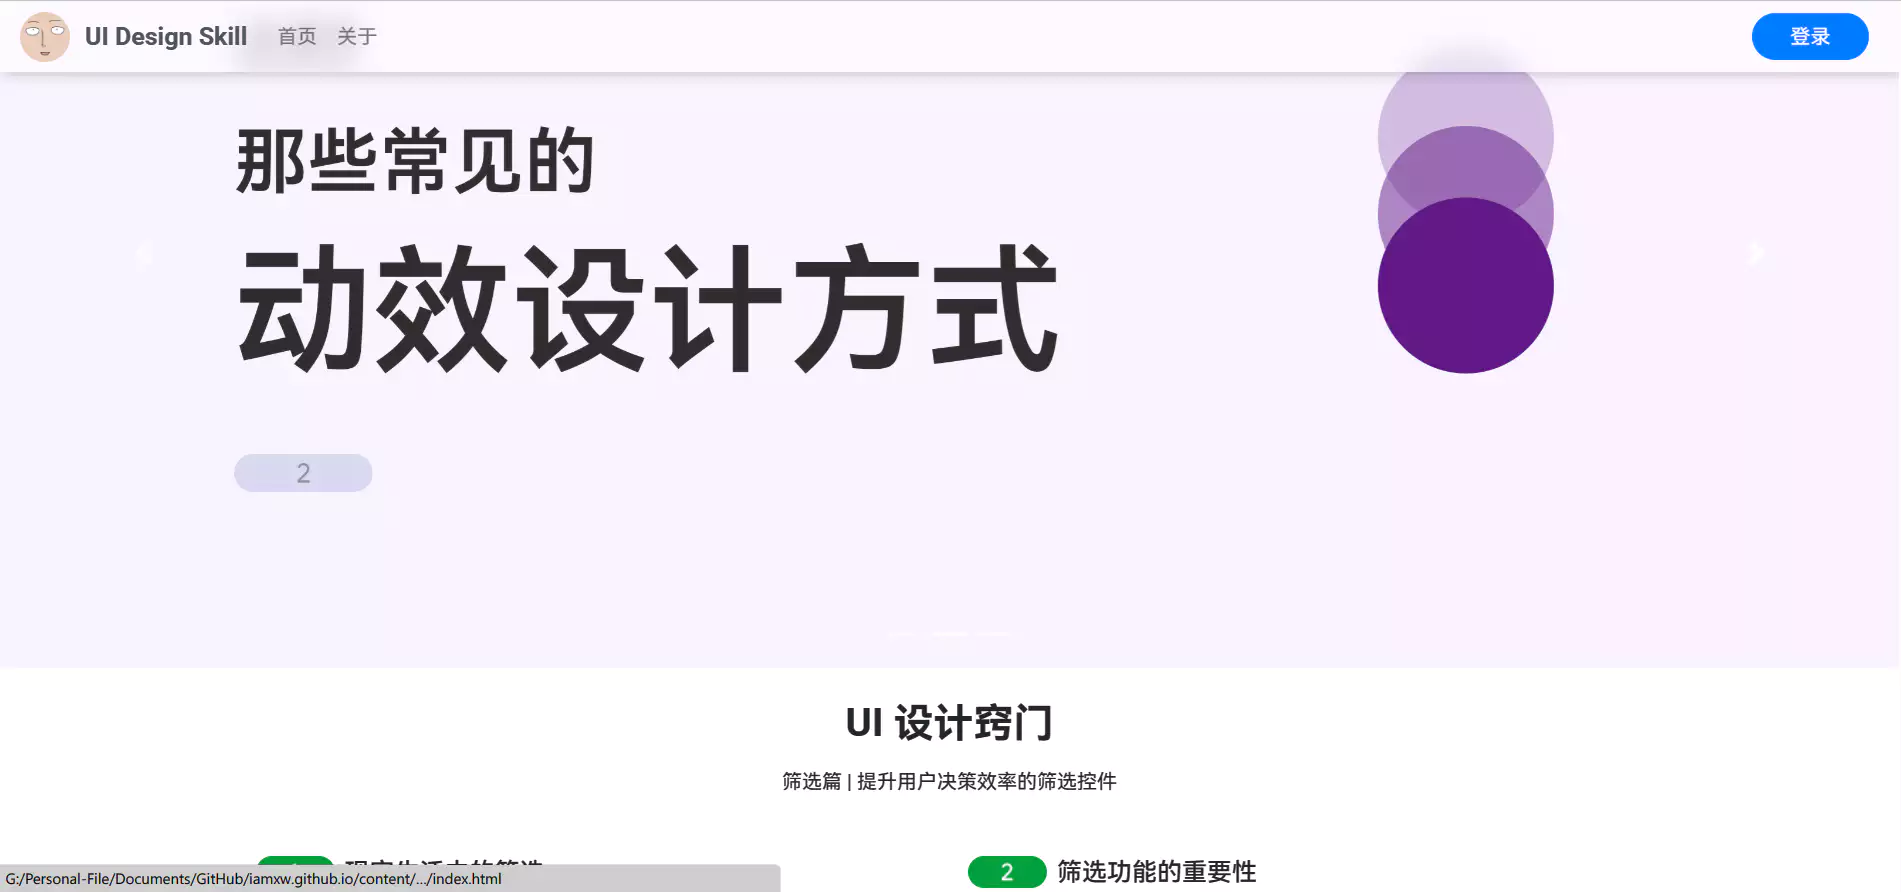 UI Design Skill 首页 关于 登录
那些常见的
动效设计方式
2
UI 设计窍门
筛选篇 | 提升用户决策效率的筛选控件
2 筛选功能的重要性
G:/Personal-File/Documents/GitHub/iamxw.github.io/content/.../index.html